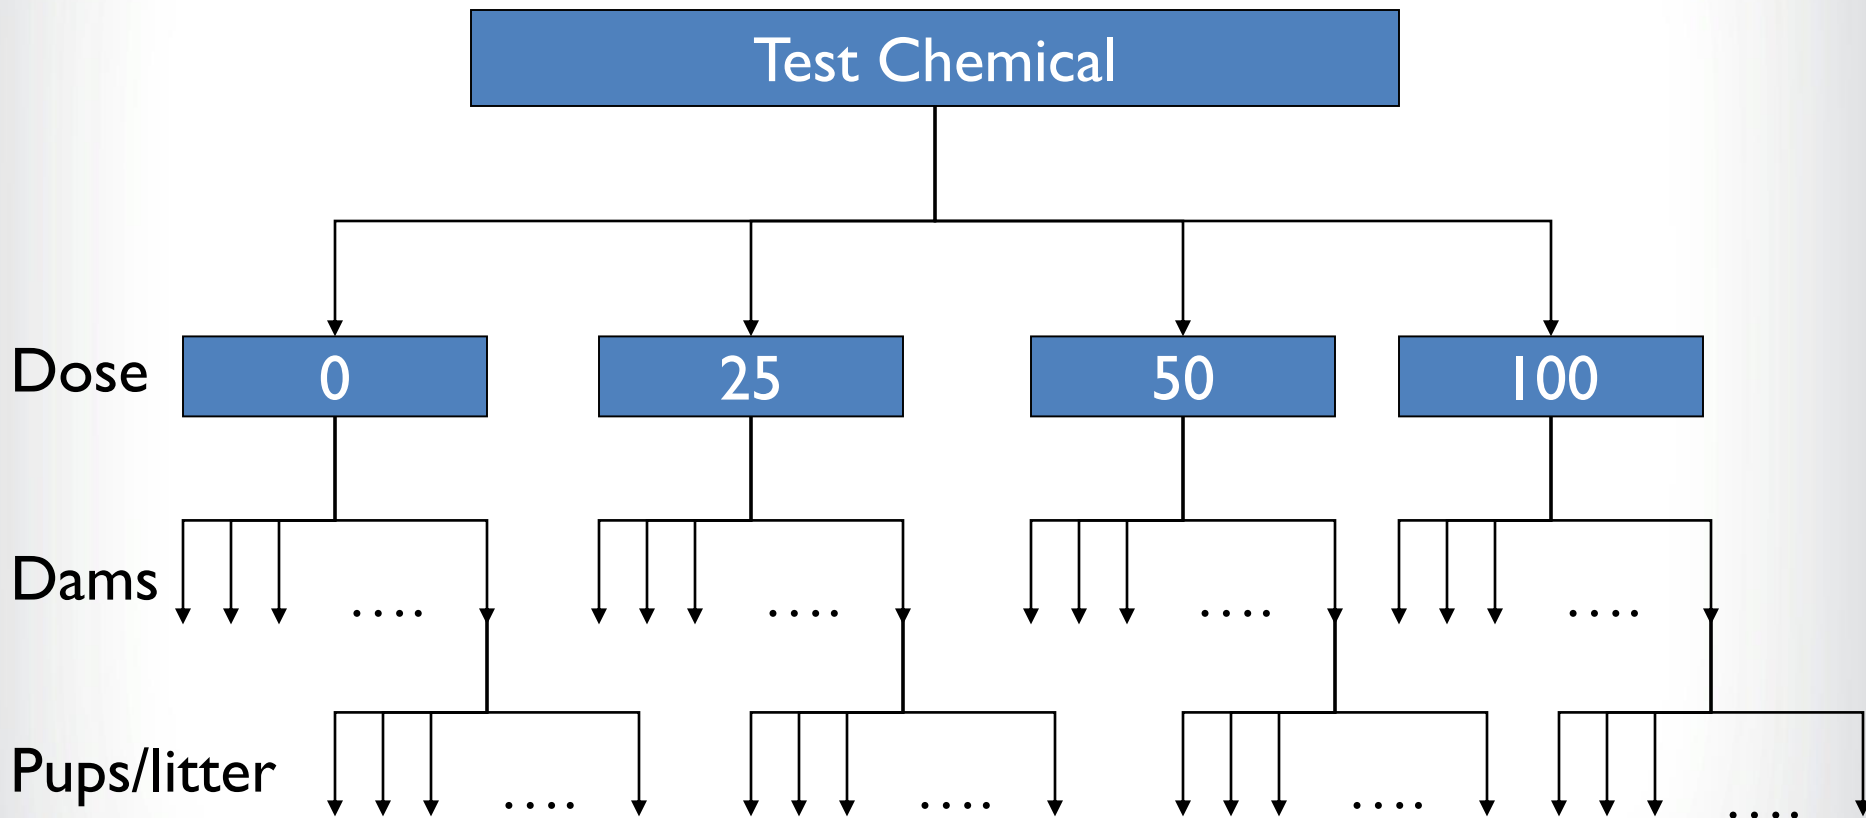 Test Chemical
Dose 0 25 50 100
Dams .... .... .... ....
Pups/litter .... .... .... ....